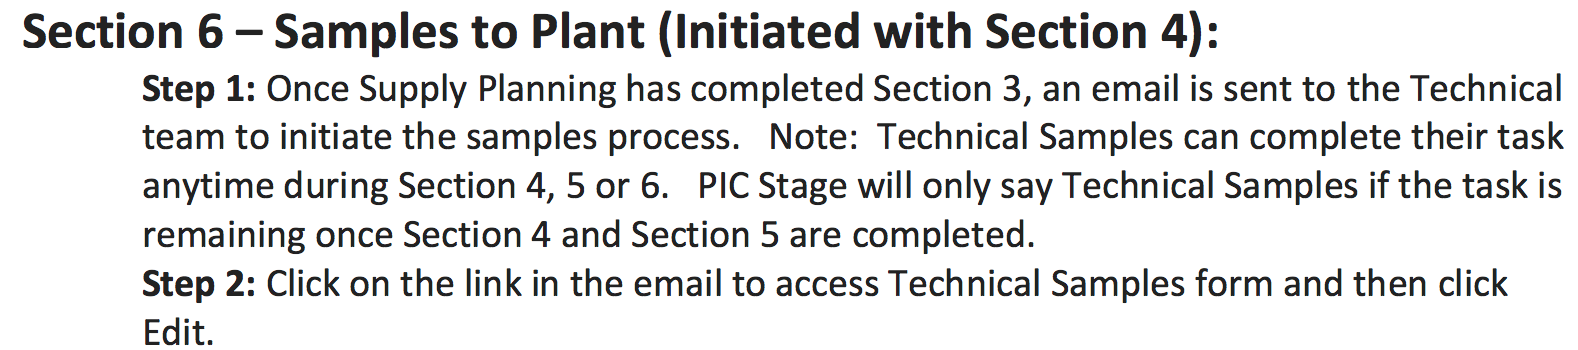 Section 6 – Samples to Plant (Initiated with Section 4):
Step 1: Once Supply Planning has completed Section 3, an email is sent to the Technical
team to initiate the samples process.   Note:  Technical Samples can complete their task
anytime during Section 4, 5 or 6.   PIC Stage will only say Technical Samples if the task is
remaining once Section 4 and Section 5 are completed.
Step 2: Click on the link in the email to access Technical Samples form and then click
Edit.